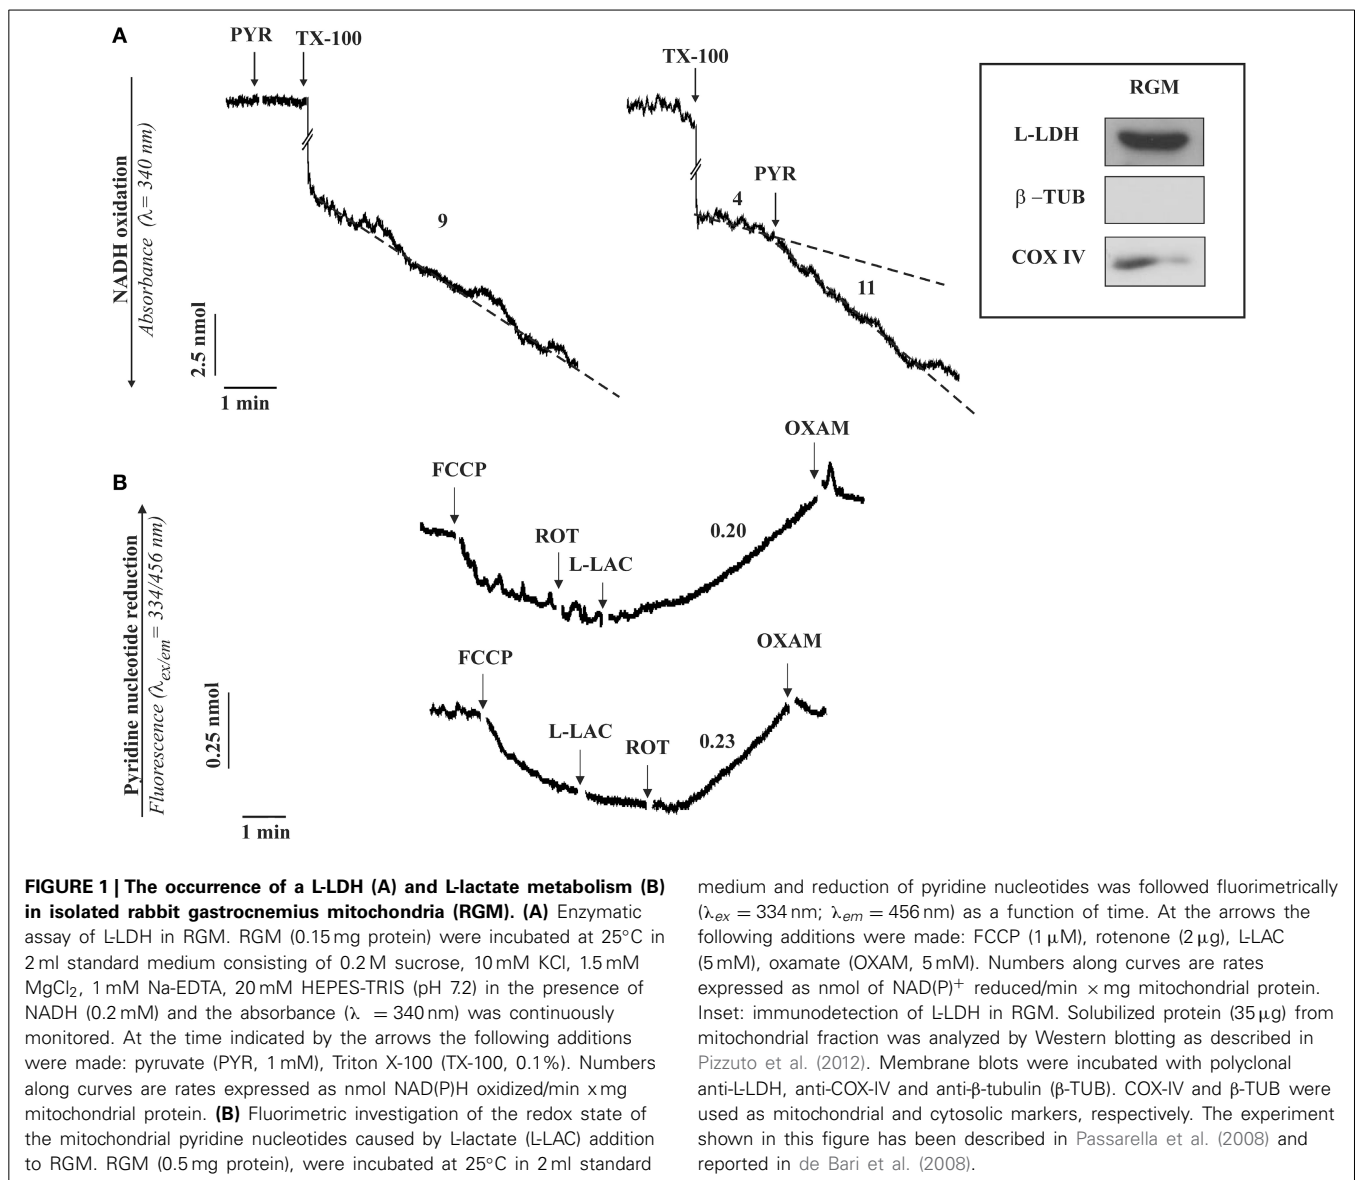 A
PYR
TX-100
9
TX-100
4
PYR
11
NADH oxidation
Absorbance (λ= 340 nm)
2.5 nmol
1 min
RGM
L-LDH
β –TUB
COX IV
B
FCCP
ROT
L-LAC
0.20
OXAM
FCCP
L-LAC
ROT
0.23
OXAM
Pyridine nucleotide reduction
Fluorescence (λex/em= 334/456 nm)
0.25 nmol
1 min
FIGURE 1 | The occurrence of a L-LDH (A) and L-lactate metabolism (B)
in isolated rabbit gastrocnemius mitochondria (RGM). (A) Enzymatic
assay of L-LDH in RGM. RGM (0.15 mg protein) were incubated at 25°C in
2 ml standard medium consisting of 0.2 M sucrose, 10 mM KCl, 1.5 mM
MgCl2, 1 mM Na-EDTA, 20 mM HEPES-TRIS (pH 7.2) in the presence of
NADH (0.2 mM) and the absorbance (λ = 340 nm) was continuously
monitored. At the time indicated by the arrows the following additions
were made: pyruvate (PYR, 1 mM), Triton X-100 (TX-100, 0.1%). Numbers
along curves are rates expressed as nmol NAD(P)H oxidized/min x mg
mitochondrial protein. (B) Fluorimetric investigation of the redox state of
the mitochondrial pyridine nucleotides caused by L-lactate (L-LAC) addition
to RGM. RGM (0.5 mg protein), were incubated at 25°C in 2 ml standard
medium and reduction of pyridine nucleotides was followed fluorimetrically
(λex = 334 nm; λem = 456 nm) as a function of time. At the arrows the
following additions were made: FCCP (1 μM), rotenone (2 μg), L-LAC
(5 mM), oxamate (OXAM, 5 mM). Numbers along curves are rates
expressed as nmol of NAD(P)+ reduced/min × mg mitochondrial protein.
Inset: immunodetection of L-LDH in RGM. Solubilized protein (35 μg) from
mitochondrial fraction was analyzed by Western blotting as described in
Pizzuto et al. (2012). Membrane blots were incubated with polyclonal
anti-L-LDH, anti-COX-IV and anti-β-tubulin (β-TUB). COX-IV and β-TUB were
used as mitochondrial and cytosolic markers, respectively. The experiment
shown in this figure has been described in Passarella et al. (2008) and
reported in de Bari et al. (2008).